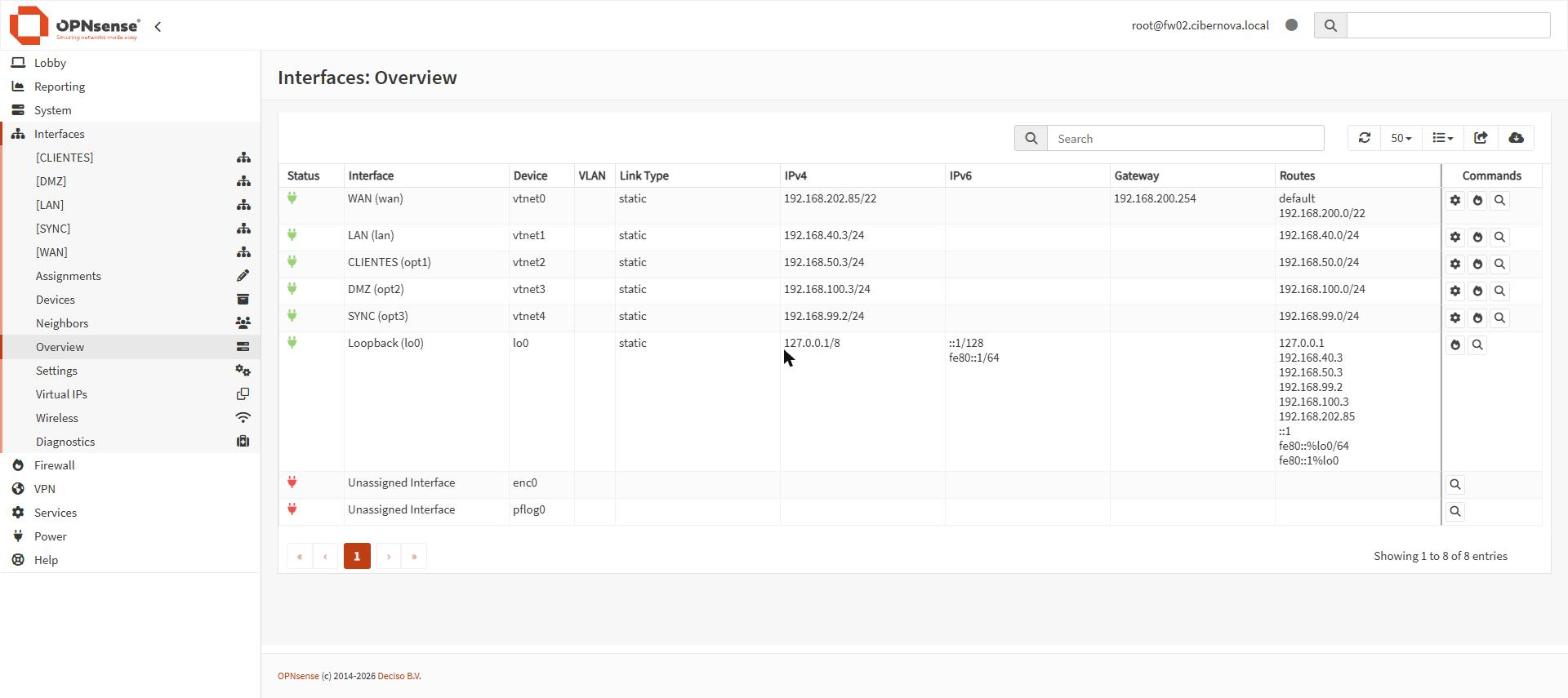 OPNsense®
Securing networks made easy
root@fw02.cibernova.local
Lobby
Reporting
System
Interfaces
[CLIENTES]
[DMZ]
[LAN]
[SYNC]
[WAN]
Assignments
Devices
Neighbors
Overview
Settings
Virtual IPs
Wireless
Diagnostics
Firewall
VPN
Services
Power
Help
Interfaces: Overview
Search
50
Status Interface Device VLAN Link Type IPv4 IPv6 Gateway Routes Commands
WAN (wan) vtnet0 static 192.168.202.85/22 192.168.200.254 default
192.168.200.0/22
LAN (lan) vtnet1 static 192.168.40.3/24 192.168.40.0/24
CLIENTES (opt1) vtnet2 static 192.168.50.3/24 192.168.50.0/24
DMZ (opt2) vtnet3 static 192.168.100.3/24 192.168.100.0/24
SYNC (opt3) vtnet4 static 192.168.99.2/24 192.168.99.0/24
Loopback (lo0) lo0 static 127.0.0.1/8 ::1/128 127.0.0.1
fe80::1/64 192.168.40.3
192.168.50.3
192.168.99.2
192.168.100.3
192.168.202.85
::1
fe80::%lo0/64
fe80::1%lo0
Unassigned Interface enc0
Unassigned Interface pflog0
« ‹ 1 › »
Showing 1 to 8 of 8 entries
OPNsense (c) 2014-2026 Deciso B.V.